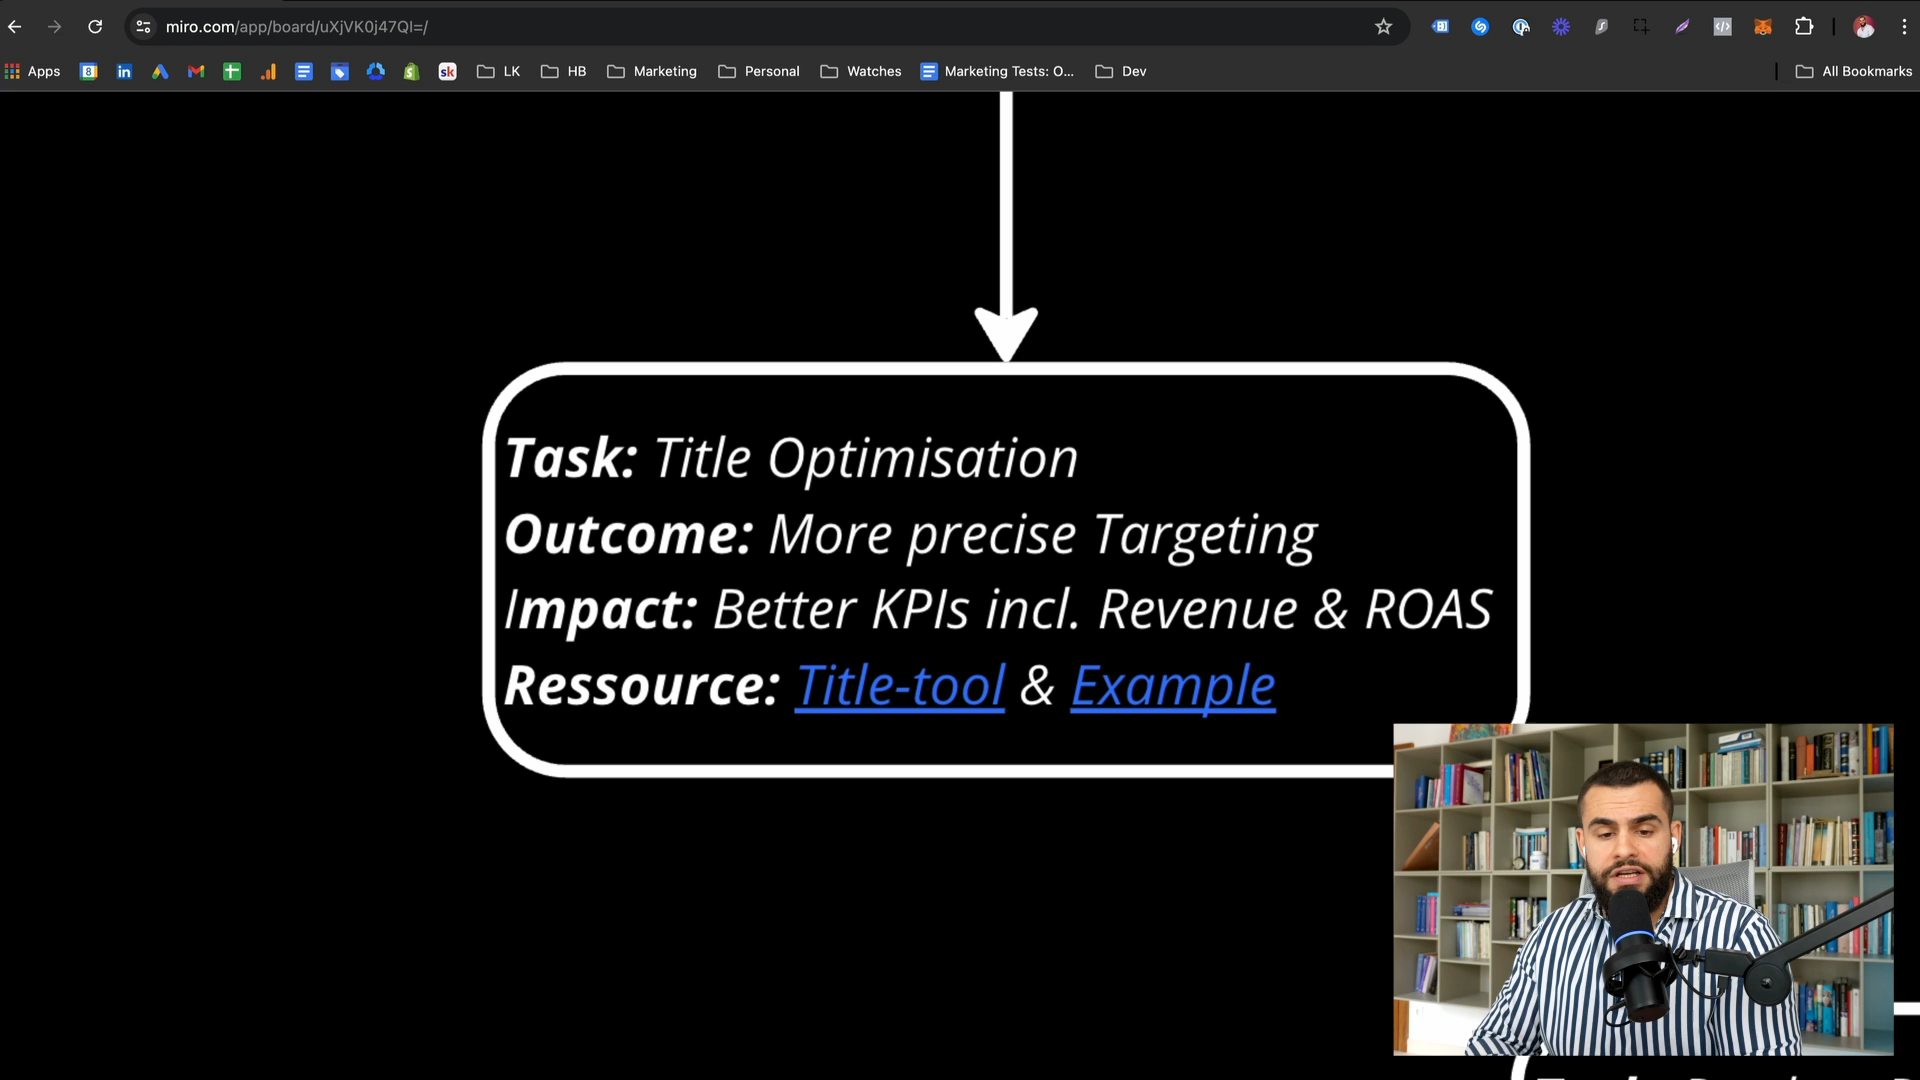 miro.com/app/board/uXjVK0j47QI=/
Apps
LK
HB
Marketing
Personal
Watches
Marketing Tests: O...
Dev
All Bookmarks
Task: Title Optimisation
Outcome: More precise Targeting
Impact: Better KPIs incl. Revenue & ROAS
Ressource: Title-tool & Example